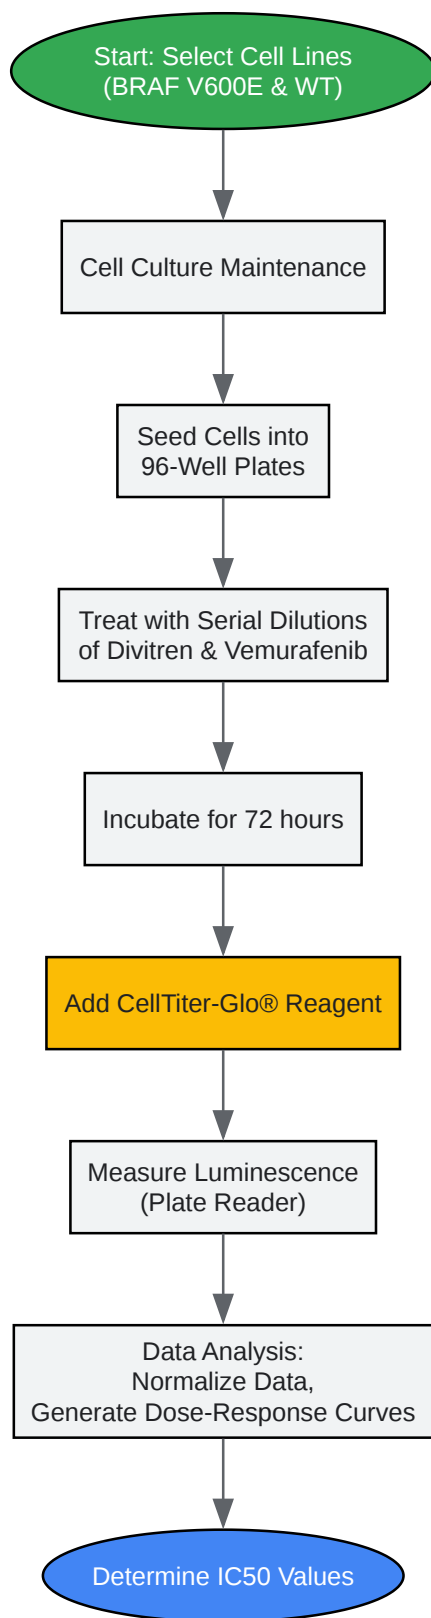 Start: Select Cell Lines
(BRAF V600E & WT)
Cell Culture Maintenance
Seed Cells into
96-Well Plates
Treat with Serial Dilutions
of Divitren & Vemurafenib
Incubate for 72 hours
Add CellTiter-Glo® Reagent
Measure Luminescence
(Plate Reader)
Data Analysis:
Normalize Data,
Generate Dose-Response Curves
Determine IC50 Values